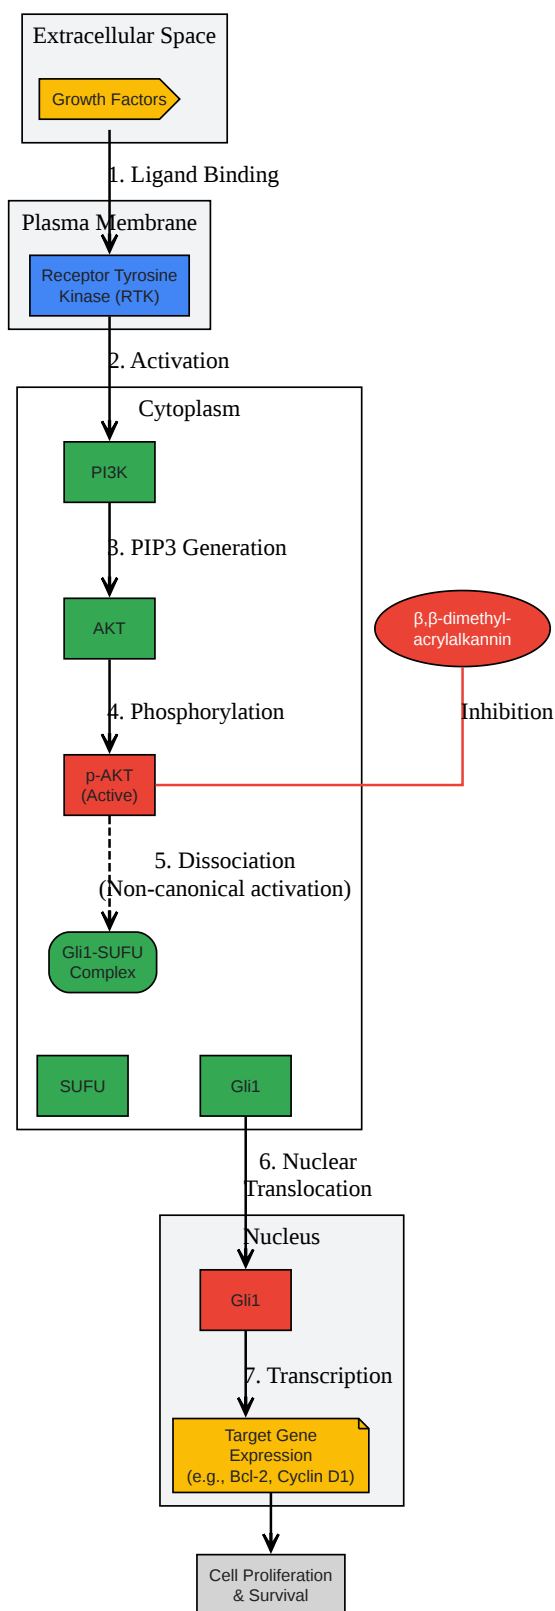 Extracellular Space
Growth Factors
1. Ligand Binding
Plasma Membrane
Receptor Tyrosine
Kinase (RTK)
2. Activation
Cytoplasm
PI3K
3. PIP3 Generation
AKT
β,β-dimethyl-
acrylalkannin
4. Phosphorylation
Inhibition
p-AKT
(Active)
5. Dissociation
(Non-canonical activation)
Gli1-SUFU
Complex
SUFU
Gli1
6. Nuclear
Translocation
Nucleus
Gli1
7. Transcription
Target Gene
Expression
(e.g., Bcl-2, Cyclin D1)
Cell Proliferation
& Survival